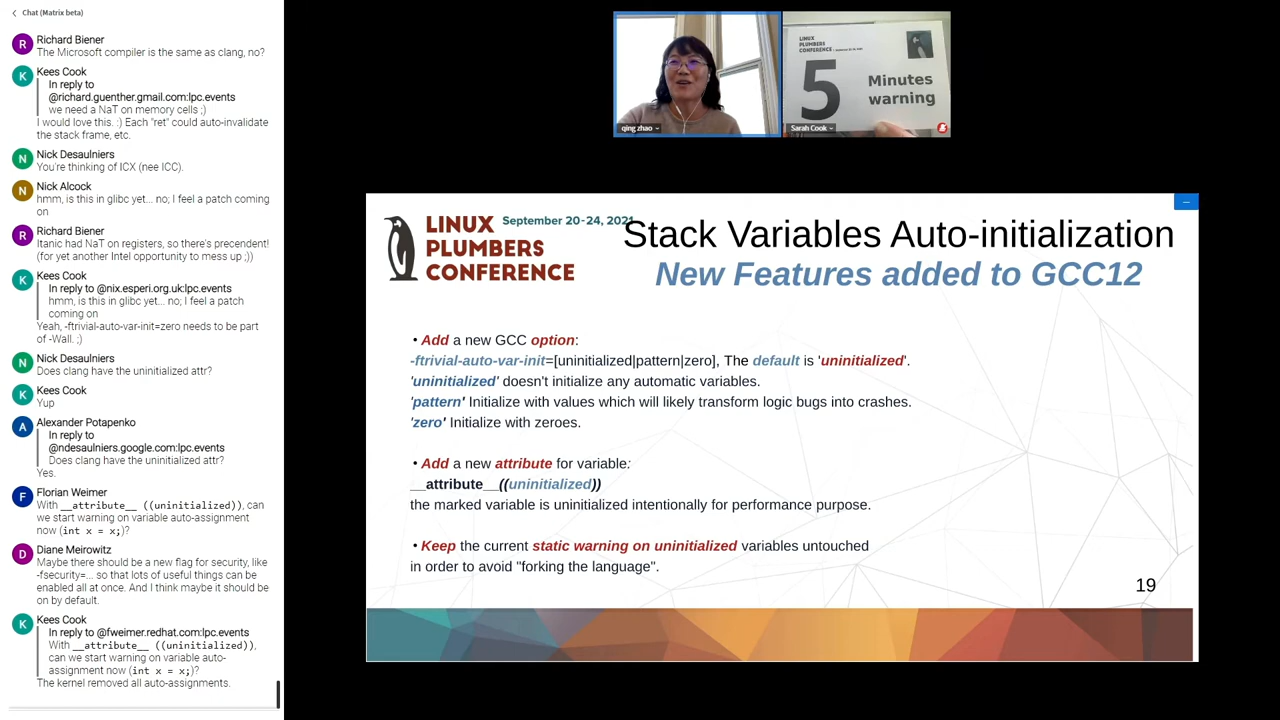 Chat (Matrix beta)
R
Richard Biener
The Microsoft compiler is the same as clang, no?
K
Kees Cook
In reply to
@richard.guenther.gmail.com:lpc.events
we need a NaT on memory cells ;)
I would love this. :) Each "ret" could auto-invalidate
the stack frame, etc.
N
Nick Desaulniers
You're thinking of ICX (nee ICC).
N
Nick Alcock
hmm, is this in glibc yet... no; I feel a patch coming
on
R
Richard Biener
Itanic had NaT on registers, so there's precendent!
(for yet another Intel opportunity to mess up ;))
K
Kees Cook
In reply to @nix.esperi.org.uk:lpc.events
hmm, is this in glibc yet... no; I feel a patch
coming on
Yeah, -ftrivial-auto-var-init=zero needs to be part
of -Wall. ;)
N
Nick Desaulniers
Does clang have the uninitialized attr?
K
Kees Cook
Yup
A
Alexander Potapenko
In reply to
@ndesaulniers.google.com:lpc.events
Does clang have the uninitialized attr?
Yes.
F
Florian Weimer
With __attribute__ ((uninitialized)), can
we start warning on variable auto-assignment
now (int x = x;)?
D
Diane Meirowitz
Maybe there should be a new flag for security, like
-fsecurity=... so that lots of useful things can be
enabled all at once. And I think maybe it should be
on by default.
K
Kees Cook
In reply to @fweimer.redhat.com:lpc.events
With __attribute__ ((uninitialized)),
can we start warning on variable auto-
assignment now (int x = x;)?
The kernel removed all auto-assignments.
qing zhao
LINUX
PLUMBERS
CONFERENCE
5
Minutes
warning
Sarah Cook
LINUX
PLUMBERS
CONFERENCE
September 20-24, 2021
Stack Variables Auto-initialization
New Features added to GCC12
• Add a new GCC option:
-ftrivial-auto-var-init=[uninitialized|pattern|zero], The default is 'uninitialized'.
'uninitialized' doesn't initialize any automatic variables.
'pattern' Initialize with values which will likely transform logic bugs into crashes.
'zero' Initialize with zeroes.
• Add a new attribute for variable:
__attribute__((uninitialized))
the marked variable is uninitialized intentionally for performance purpose.
• Keep the current static warning on uninitialized variables untouched
in order to avoid "forking the language".
19